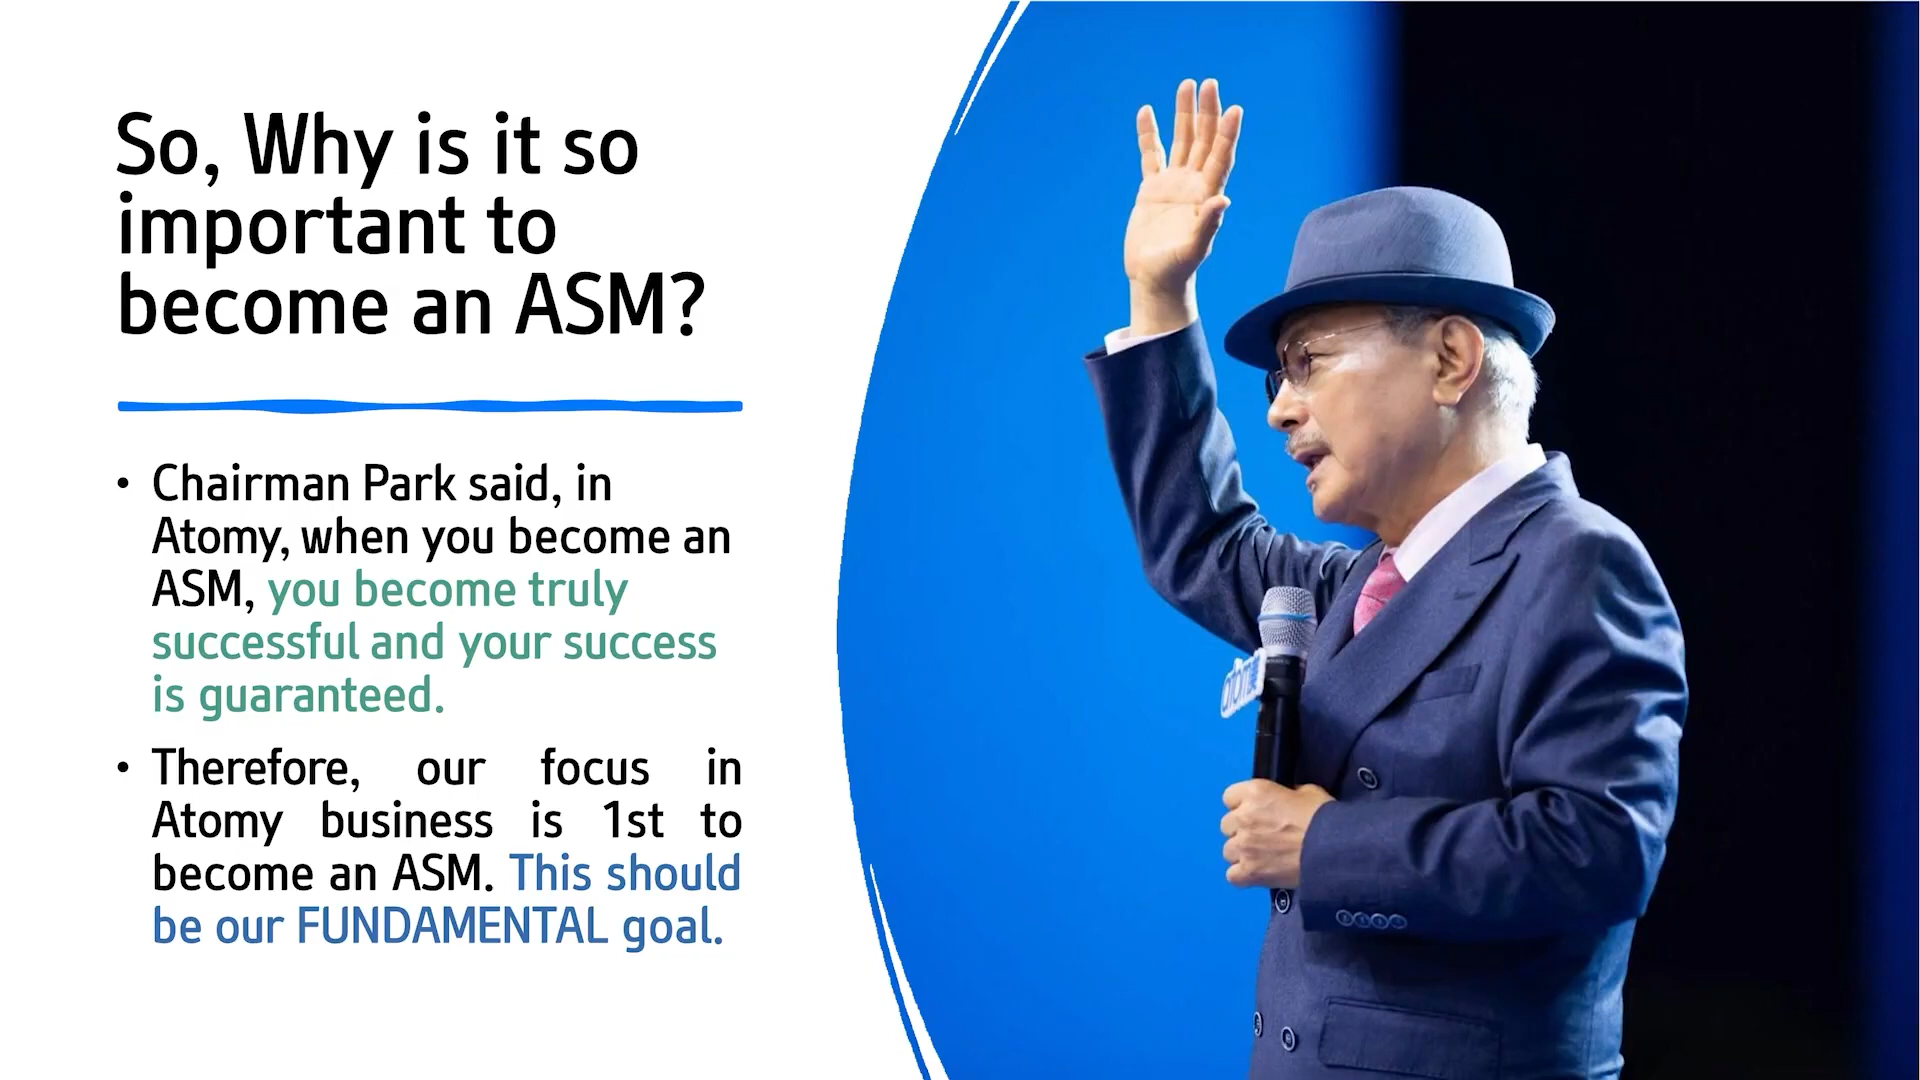 So, Why is it so
important to
become an ASM?
• Chairman Park said, in
Atomy, when you become an
ASM, you become truly
successful and your success
is guaranteed.
• Therefore, our focus in
Atomy business is 1st to
become an ASM. This should
be our FUNDAMENTAL goal.